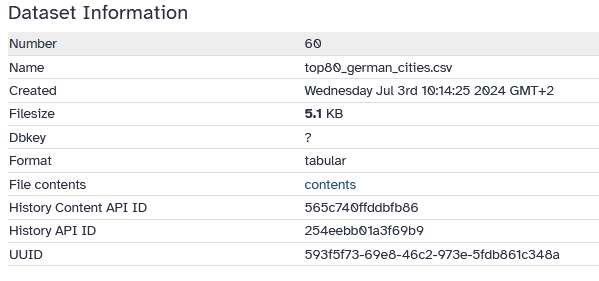 Dataset Information
Number 60
Name top80_german_cities.csv
Created Wednesday Jul 3rd 10:14:25 2024 GMT+2
Filesize 5.1 KB
Dbkey ?
Format tabular
File contents contents
History Content API ID 565c740ffddbfb86
History API ID 254eebb01a3f69b9
UUID 593f5f73-69e8-46c2-973e-5fdb861c348a